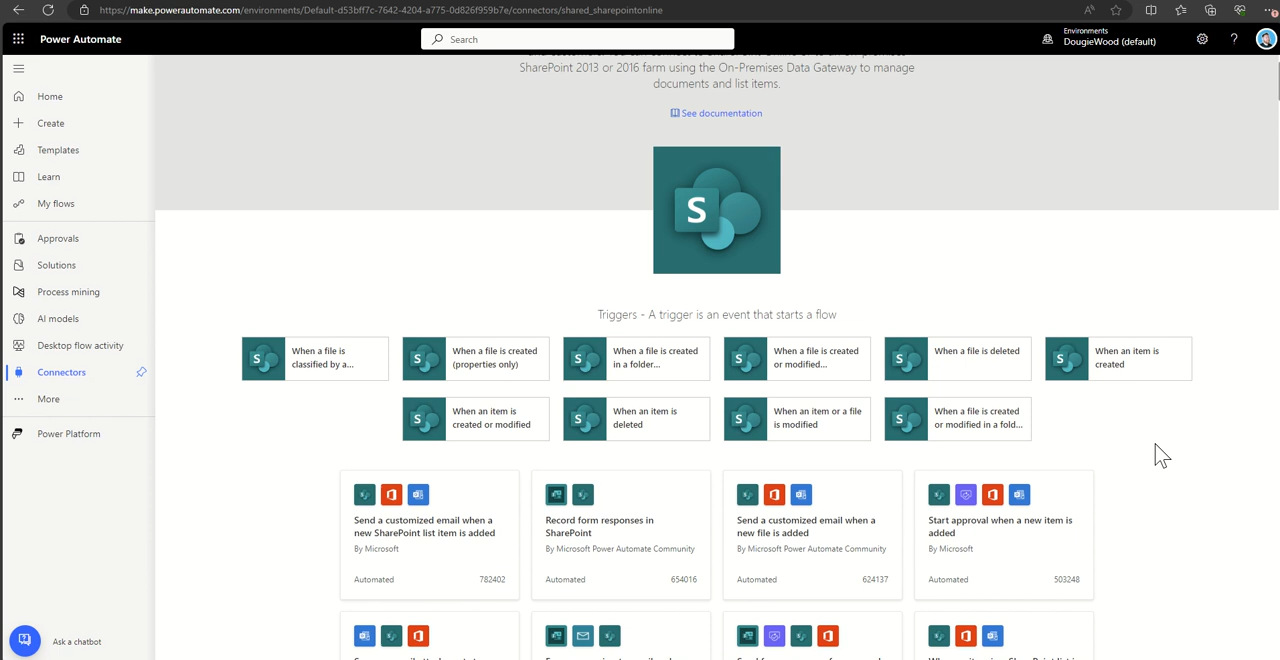 https://make.powerautomate.com/environments/Default-d53bff7c-7642-4204-a775-0d826f959b7e/connectors/shared_sharepointonline
Power Automate
Search
Environments
DougieWood (default)
SharePoint 2013 or 2016 farm using the On-Premises Data Gateway to manage
documents and list items.
See documentation
Home
Create
Templates
Learn
My flows
Approvals
Solutions
Process mining
AI models
Desktop flow activity
Connectors
More
Power Platform
Ask a chatbot
S
Triggers - A trigger is an event that starts a flow
When a file is
classified by a...
When a file is created
(properties only)
When a file is created
in a folder...
When a file is created
or modified...
When a file is deleted
When an item is
created
When an item is
created or modified
When an item is
deleted
When an item or a file
is modified
When a file is created
or modified in a fold...
Send a customized email when a
new SharePoint list item is added
By Microsoft
Automated
782402
Record form responses in
SharePoint
By Microsoft Power Automate Community
Automated
654016
Send a customized email when a
new file is added
By Microsoft Power Automate Community
Automated
624137
Start approval when a new item is
added
By Microsoft
Automated
503248